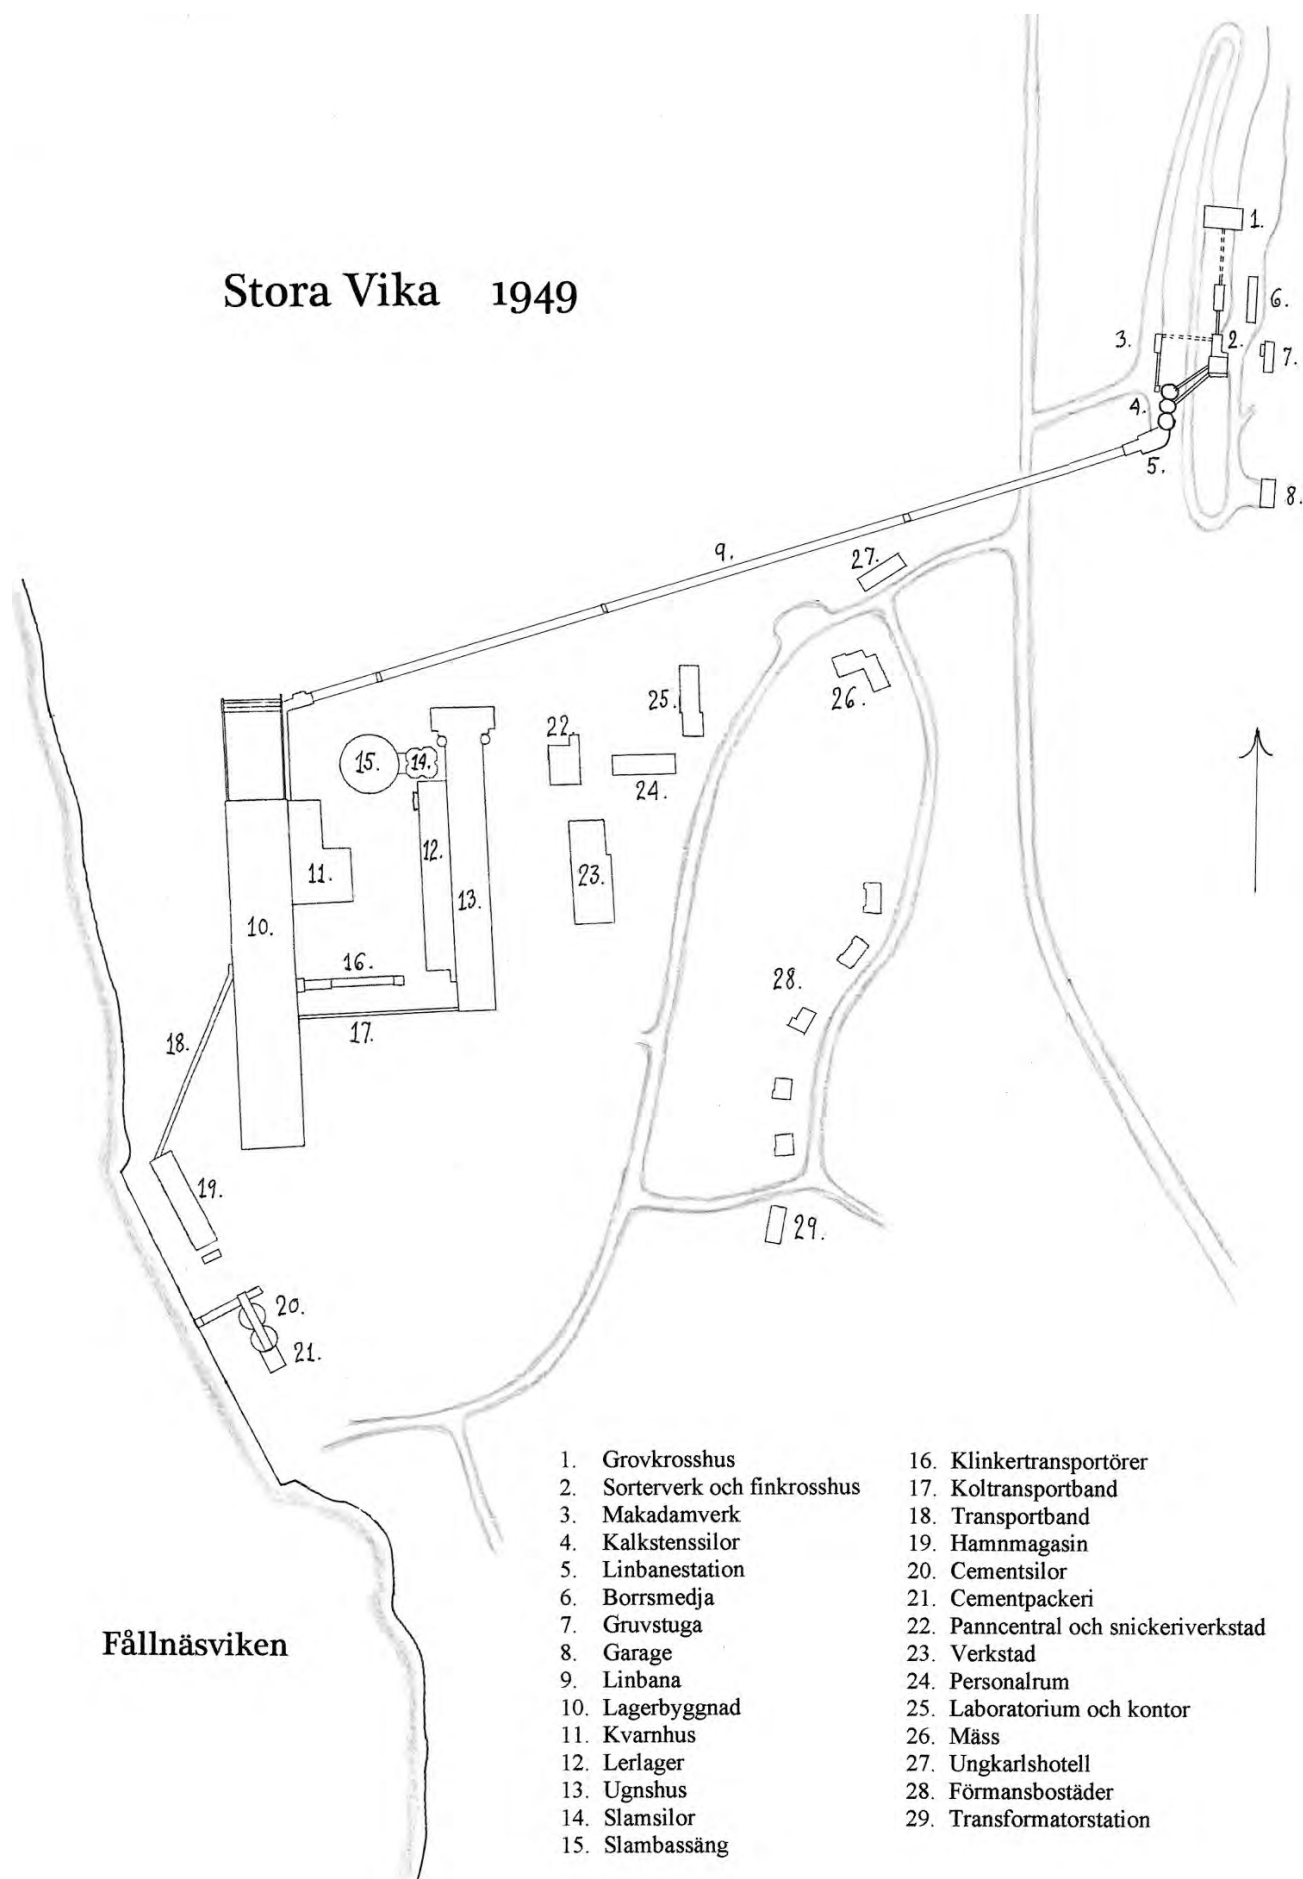 Stora Vika 1949
1.
6.
3.
2.
7.
4.
5.
8.
9.
27.
25.
26.
22.
15.
14.
24.
12.
11.
23.
13.
10.
16.
28.
17.
18.
19.
29.
20.
21.
Fållnäsviken
1. Grovkrosshus
2 Sorterverk och finkrosshus
3. Makadamverk
4. Kalkstenssilor
5. Linbanestation
6. Borrsmedja
7. Gruvstuga
8. Garage
9. Linbana
10. Lagerbyggnad
11. Kvarnhus
12. Lerlager
13. Ugnshus
14. Slamsilor
15. Slambassäng
16. Klinkertransportörer
17. Koltransportband
18. Transportband
19. Hamnmagasin
20. Cementsilor
21. Cementpackeri
22. Panncentral och snickeriverkstad
23. Verkstad
24. Personalrum
25. Laboratorium och kontor
26. Mäss
27. Ungkarlshotell
28. Förmansbostäder
29. Transformatorstation